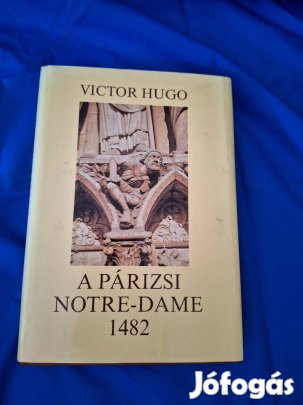 VICTOR HUGO
A PÁRIZSI
NOTRE-DAME
1482
Jófogás